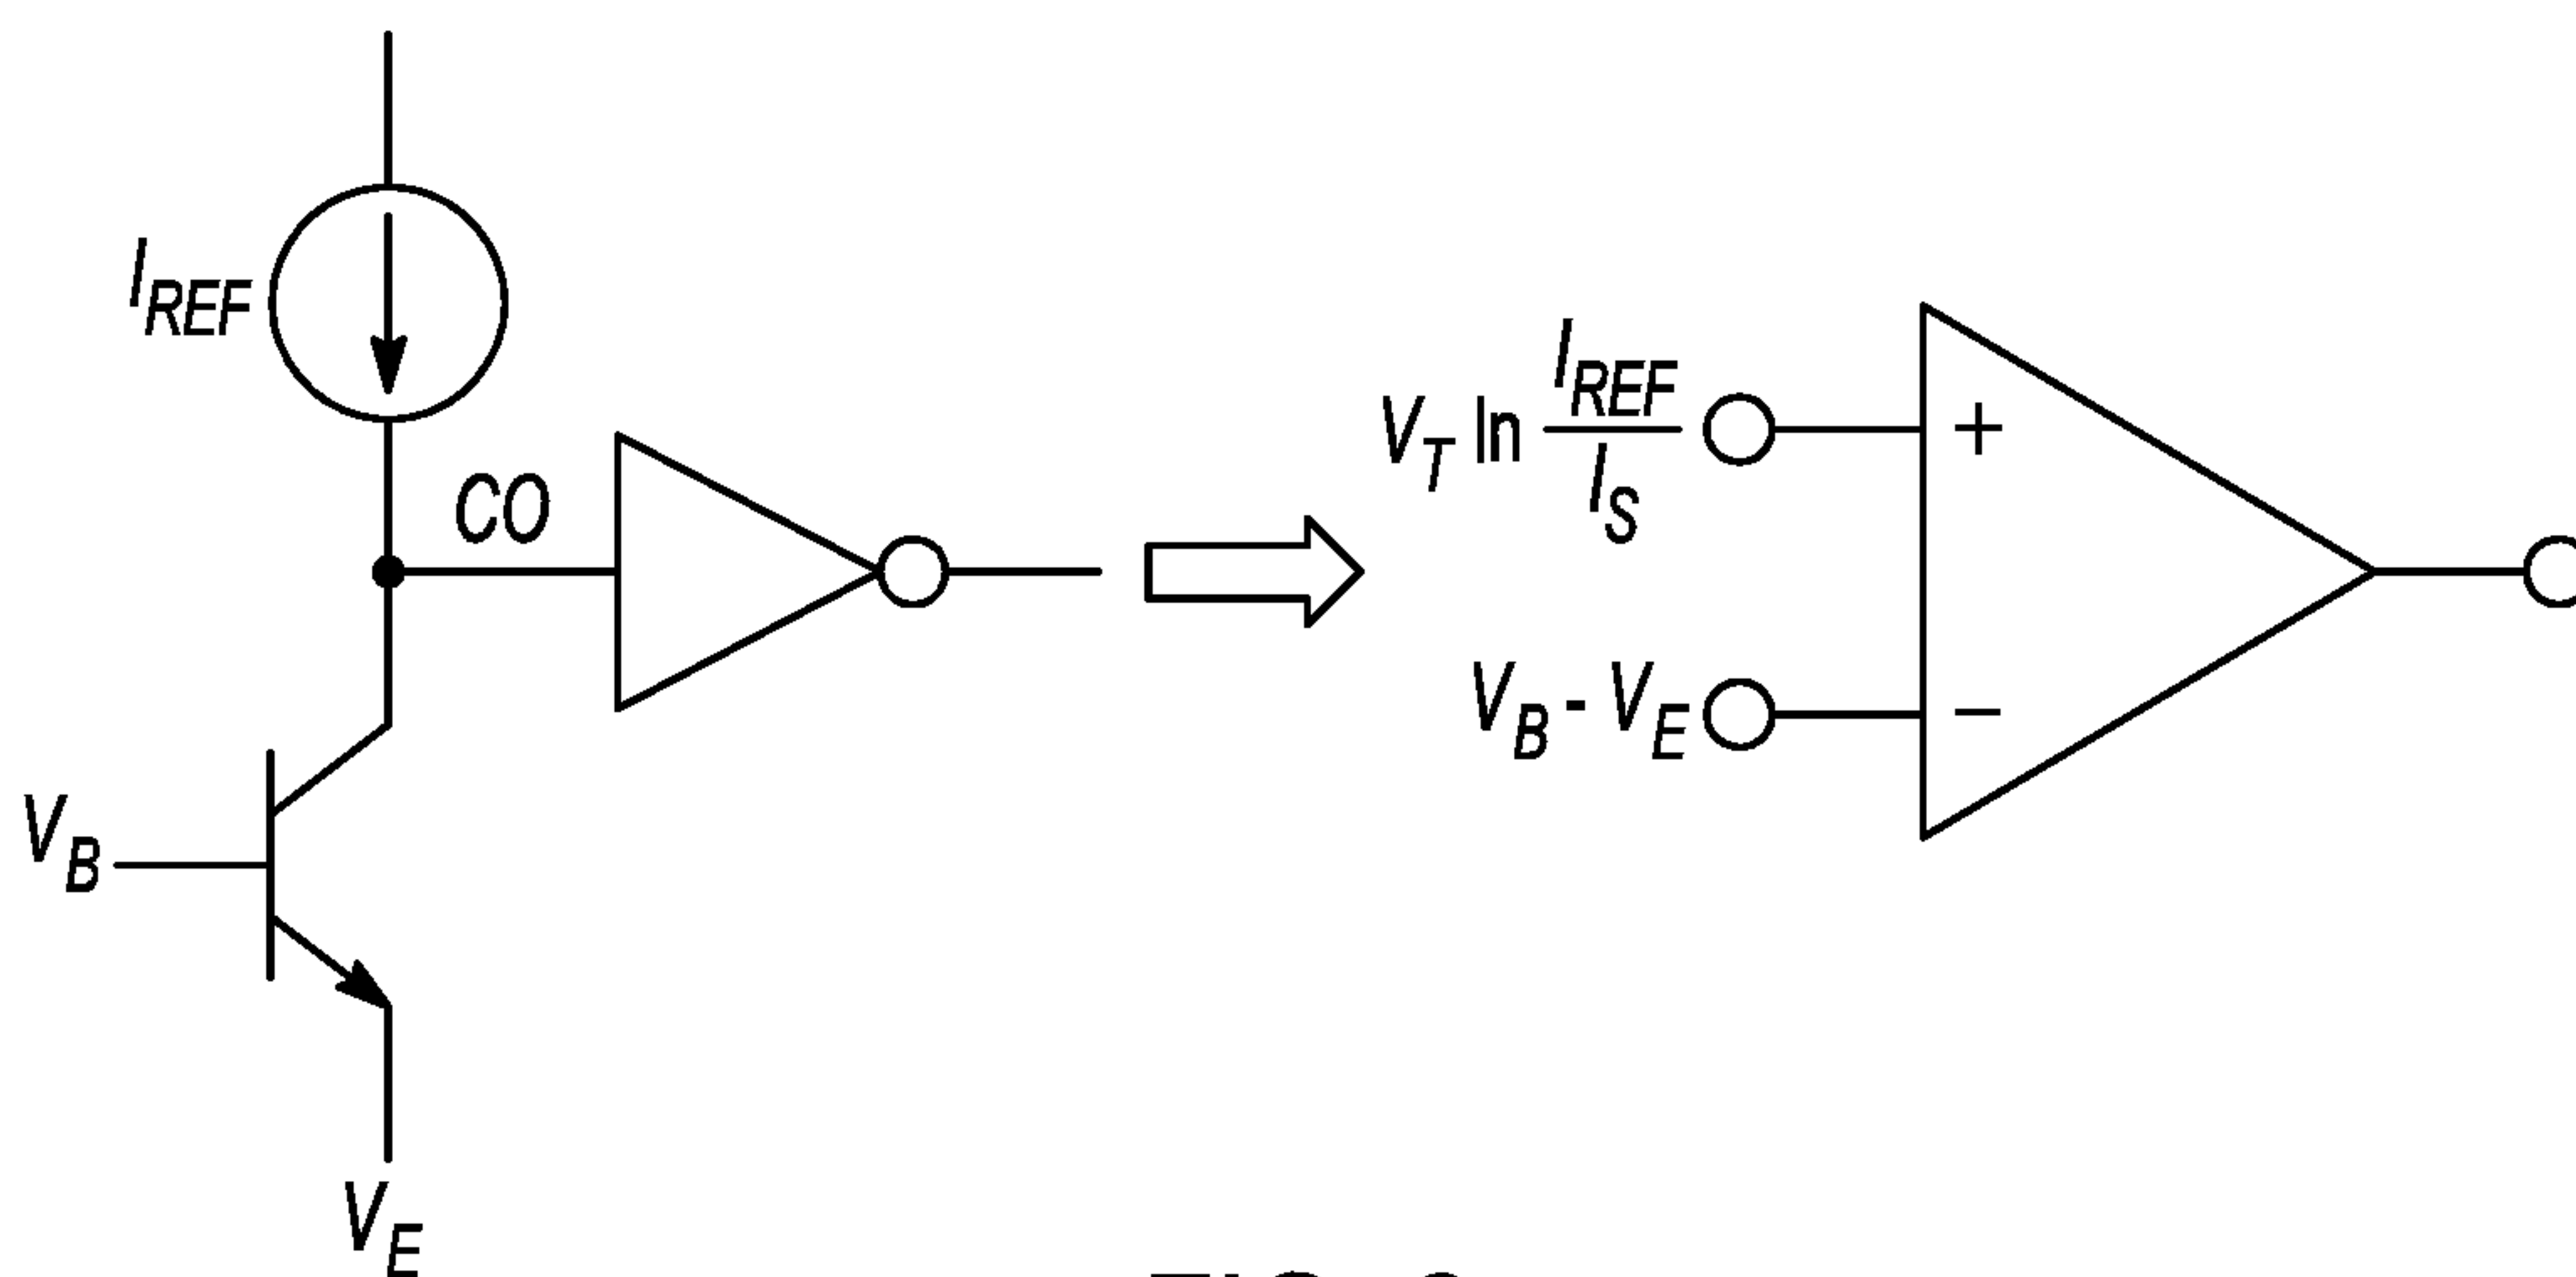 I_REF
CO
V_B
V_E
V_T ln I_REF / I_S
+
V_B - V_E
−